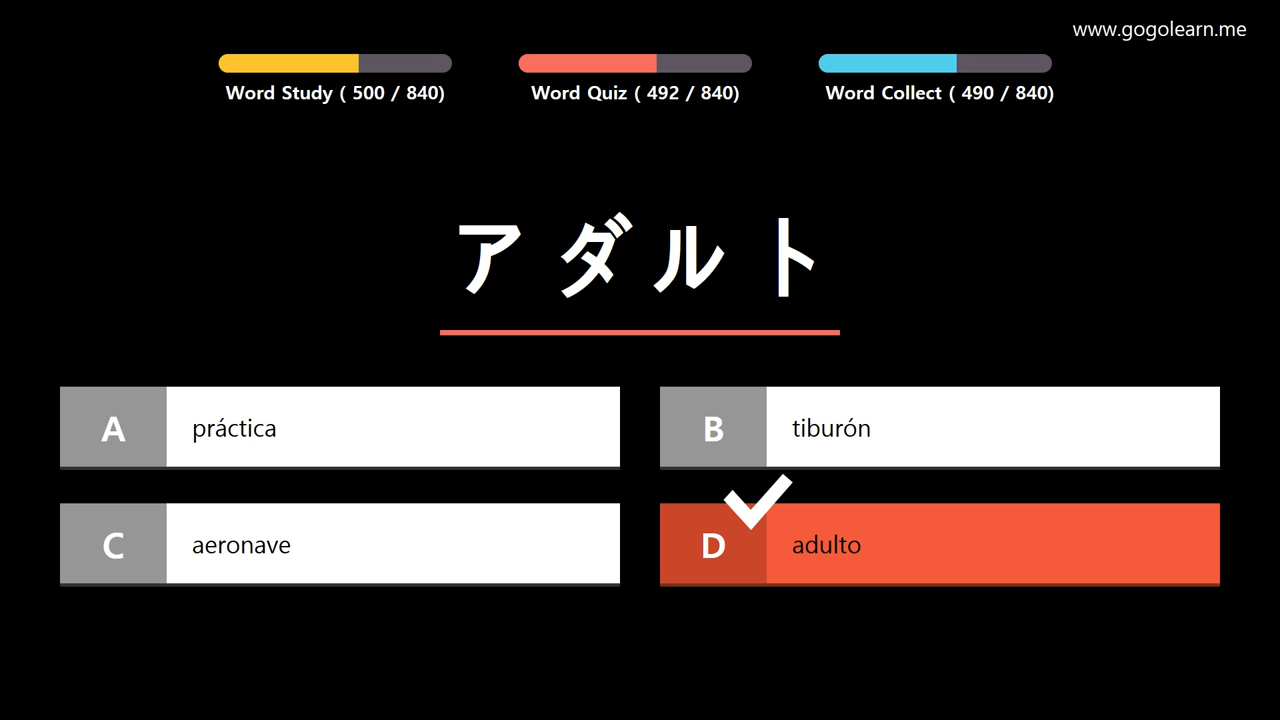 www.gogolearn.me
Word Study ( 500 / 840)
Word Quiz ( 492 / 840)
Word Collect ( 490 / 840)
アダルト
A práctica
B tiburón
C aeronave
D adulto